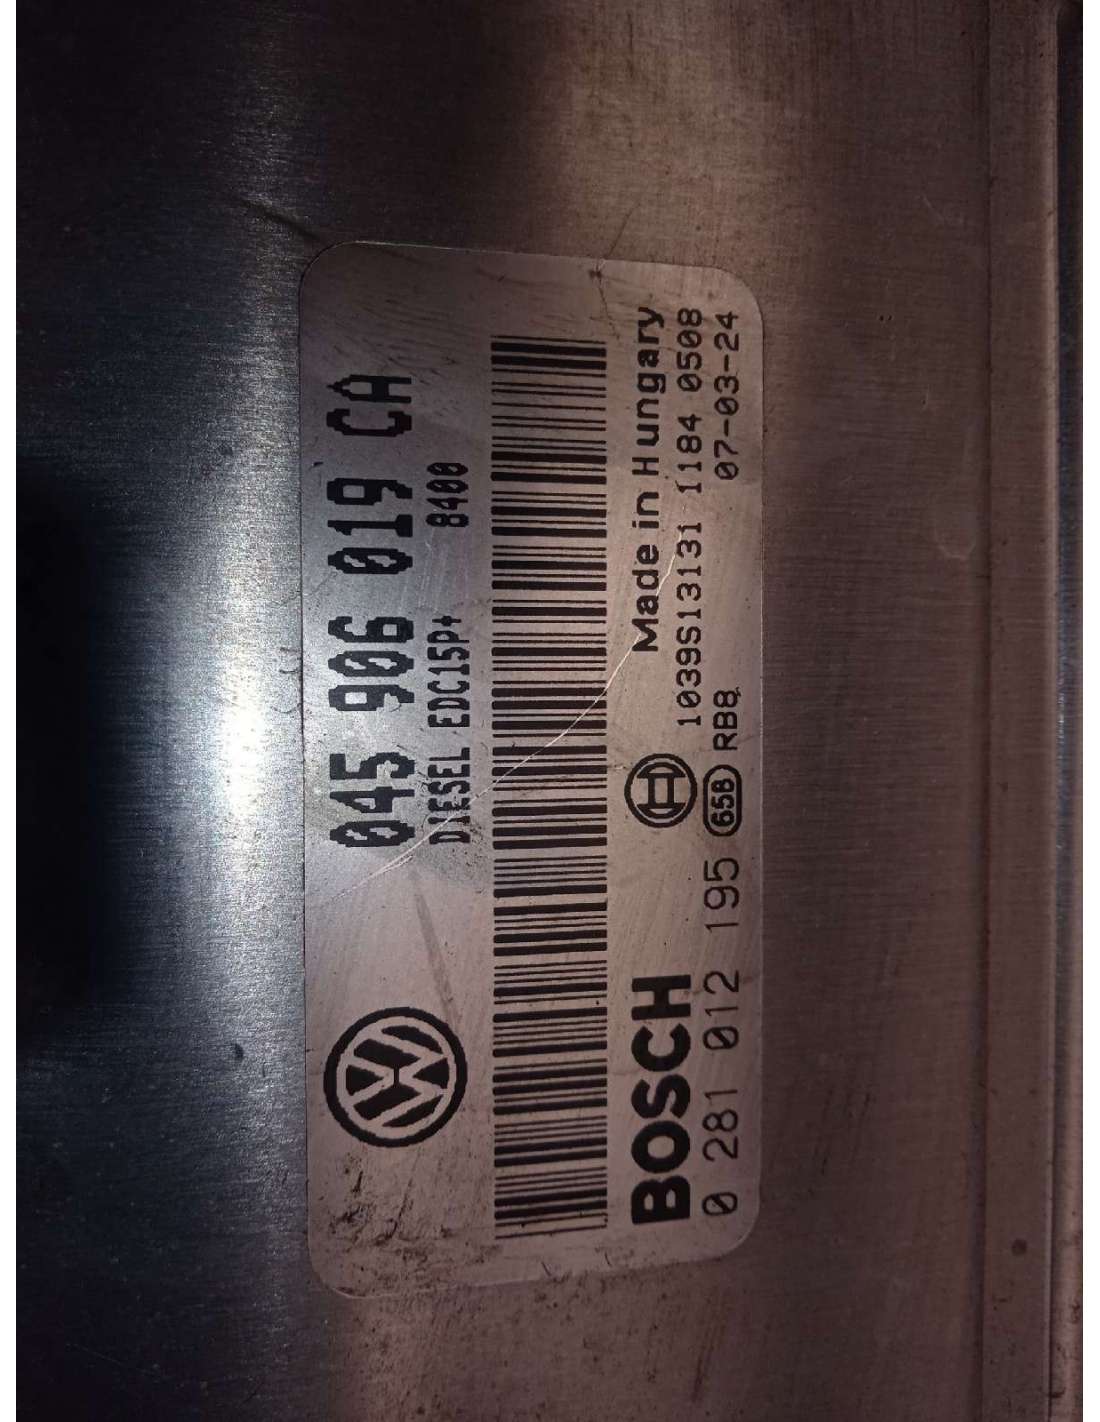 045 906 019 CA
DIESEL EDC15P+ 8400
BOSCH
Made in Hungary
1039S13131 1184 0508
0 281 012 195 658 RB8 07-03-24